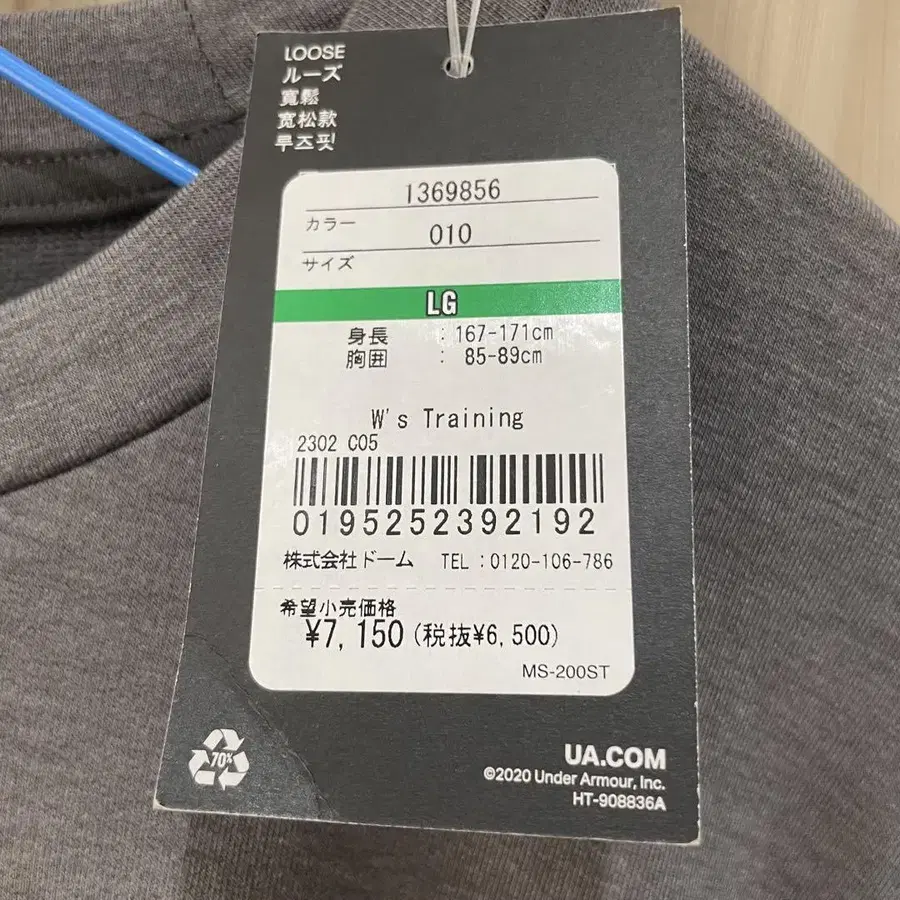 LOOSE
ルーズ
寬鬆
宽松款
루즈핏
1369856
カラー
010
サイズ
LG
身長 : 167-171cm
胸囲 : 85-89cm
W's Training
2302 C05
0195252392192
株式会社ドーム TEL:0120-106-786
希望小売価格
¥7,150(税抜¥6,500)
MS-200ST
70%
UA.COM
©2020 Under Armour, Inc.
HT-908836A